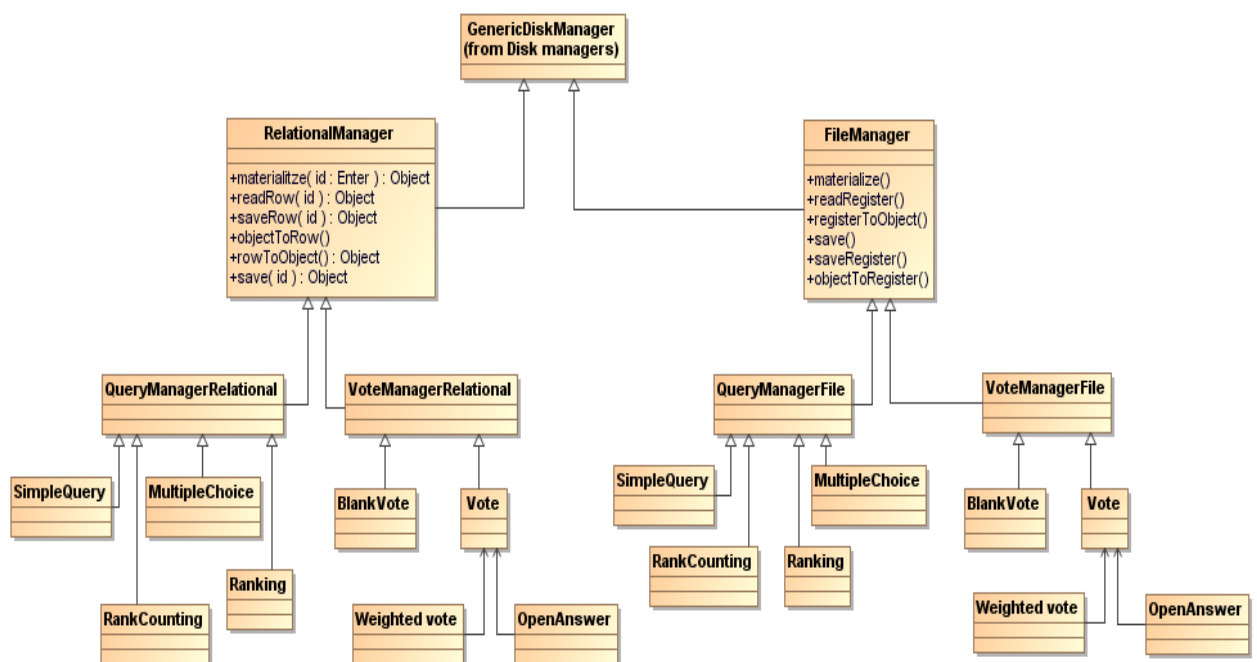 GenericDiskManager
(from Disk managers)
RelationalManager
+materialitze( id : Enter ) : Object
+readRow( id ) : Object
+saveRow( id ) : Object
+objectToRow()
+rowToObject() : Object
+save( id ) : Object
FileManager
+materialize()
+readRegister()
+registerToObject()
+save()
+saveRegister()
+objectToRegister()
QueryManagerRelational
VoteManagerRelational
QueryManagerFile
VoteManagerFile
SimpleQuery
MultipleChoice
BlankVote
Vote
SimpleQuery
MultipleChoice
BlankVote
Vote
Ranking
RankCounting
Ranking
RankCounting
Weighted vote
OpenAnswer
Weighted vote
OpenAnswer